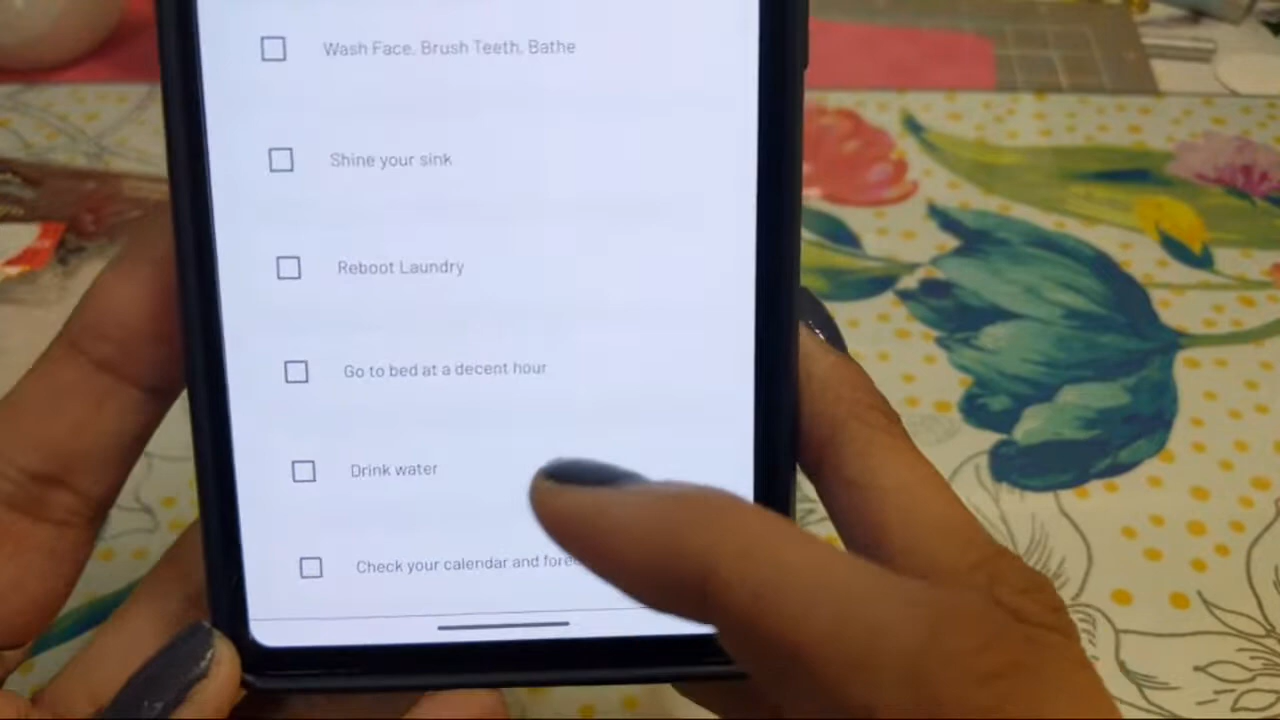 Wash Face. Brush Teeth. Bathe
Shine your sink
Reboot Laundry
Go to bed at a decent hour
Drink water
Check your calendar and